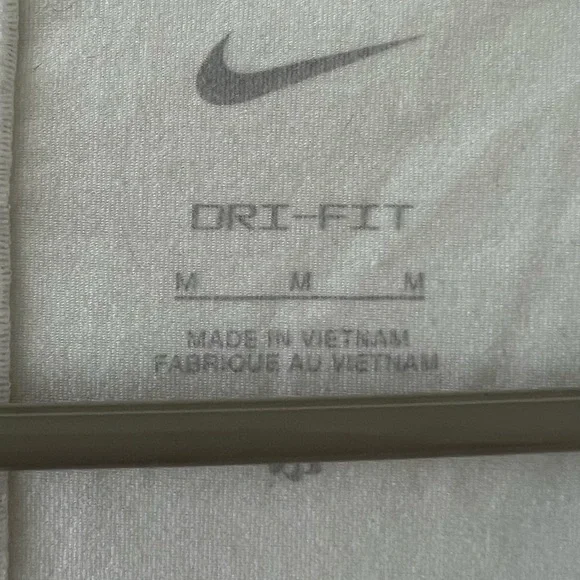 DRI-FIT
M M M
MADE IN VIETNAM
FABRIQUE AU VIETNAM